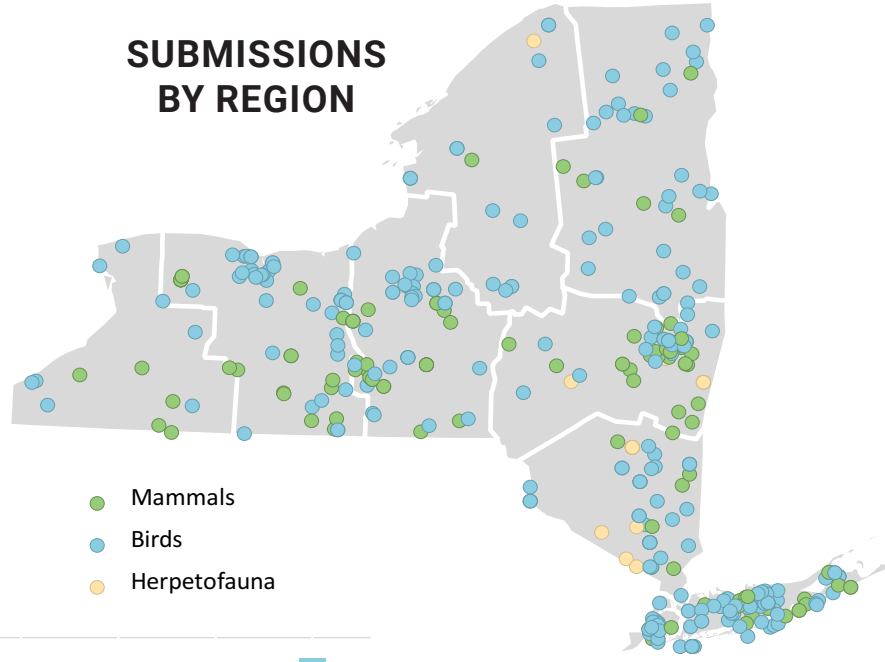 SUBMISSIONS
BY REGION
Mammals
Birds
Herpetofauna